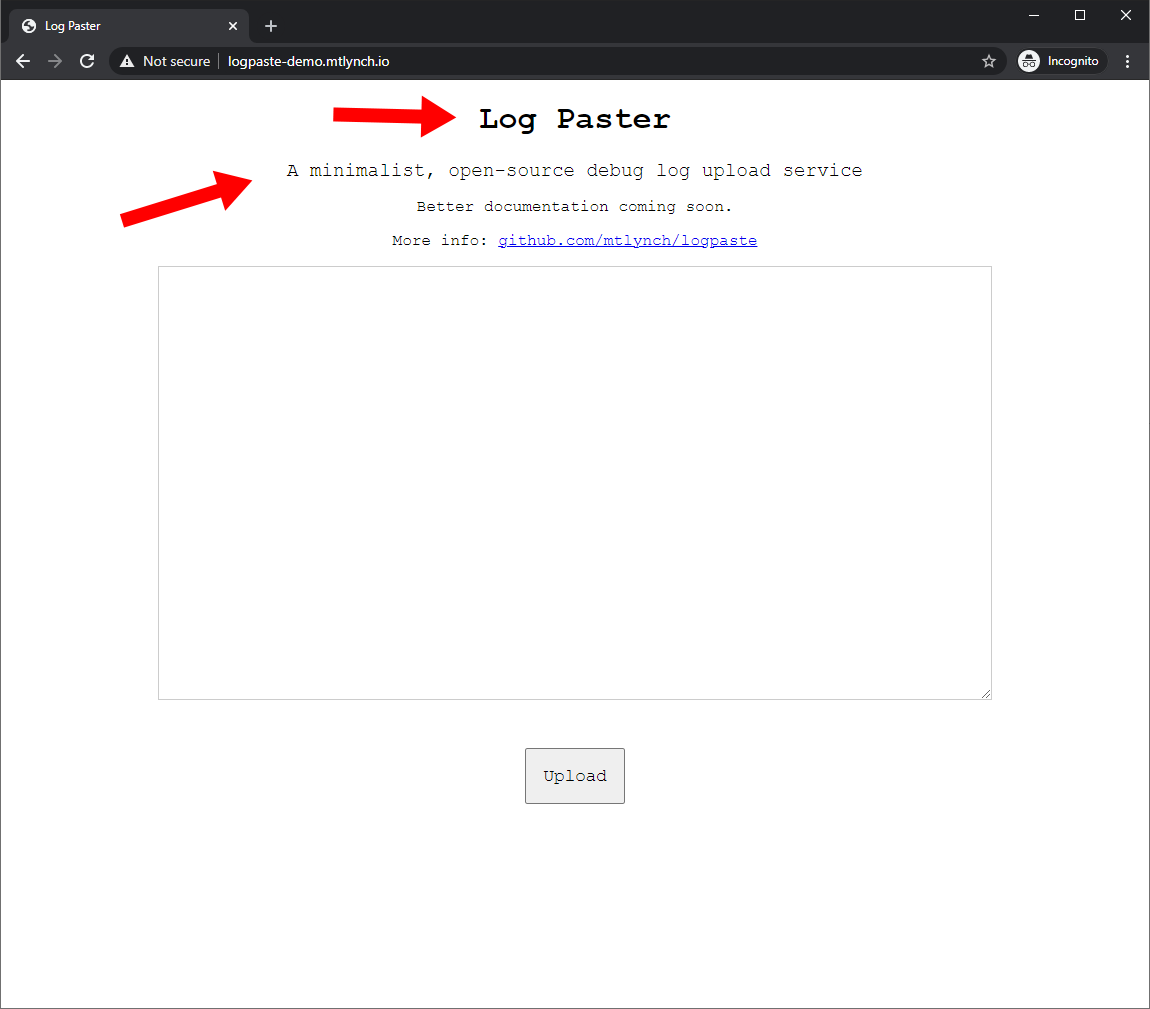 Log Paster
Not secure logpaste-demo.mtlynch.io Incognito
Log Paster
A minimalist, open-source debug log upload service
Better documentation coming soon.
More info: github.com/mtlynch/logpaste
Upload